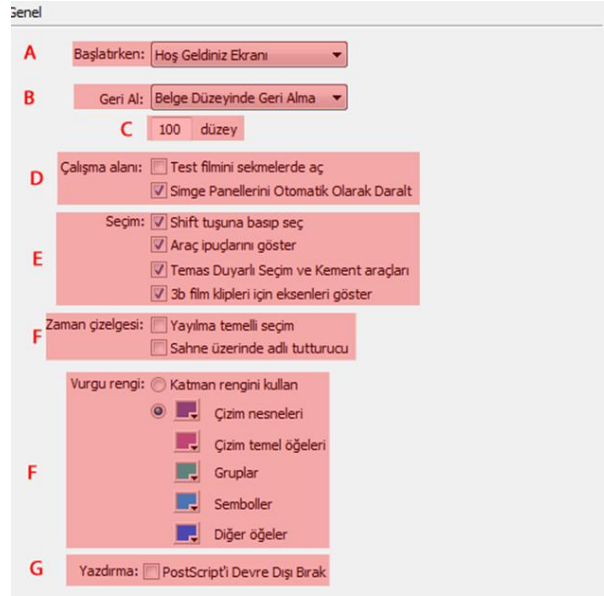 Genel
A Başlatırken: Hoş Geldiniz Ekranı
B Geri Al: Belge Düzeyinde Geri Alma
C 100 düzey
D Çalışma alanı: Test filmini sekmelerde aç
Simge Panellerini Otomatik Olarak Daralt
Seçim: Shift tuşuna basıp seç
Araç ipuçlarını göster
E Temas Duyarlı Seçim ve Kement araçları
3b film klipleri için eksenleri göster
Zaman çizelgesi: Yayılma temelli seçim
F Sahne üzerinde adlı tutturucu
Vurgu rengi: Katman rengini kullan
Çizim nesneleri
Çizim temel öğeleri
F Gruplar
Semboller
Diğer öğeler
G Yazdırma: PostScript'i Devre Dışı Bırak